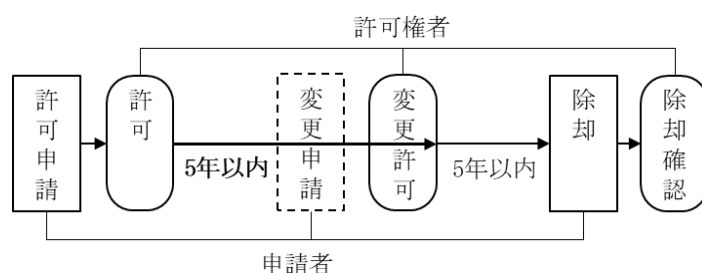 許可権者
許可申請
許可
変更申請
変更許可
除却
除却確認
5年以内
5年以内
申請者